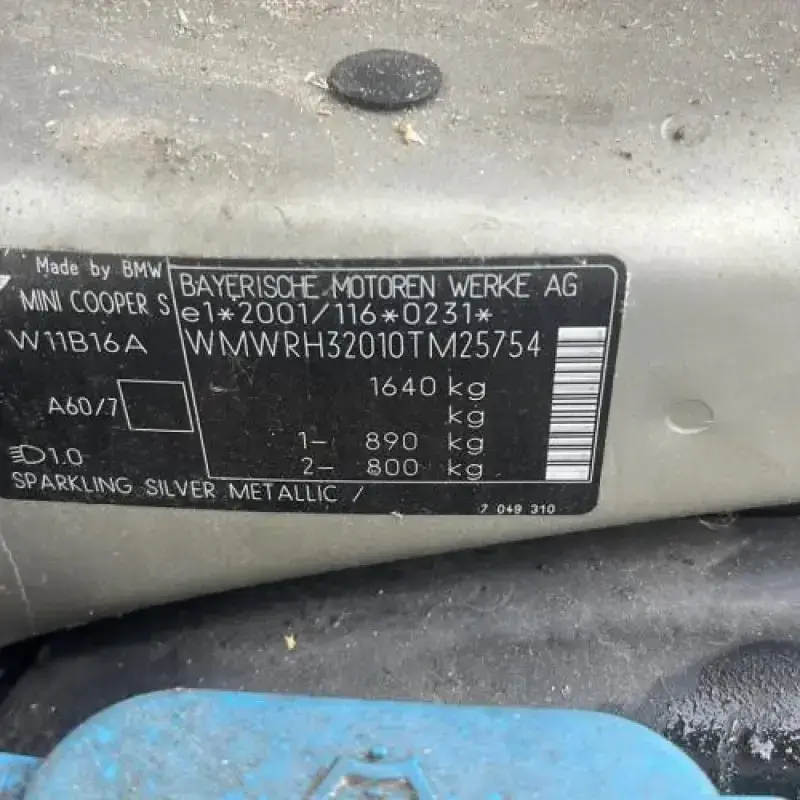 Made by BMW
MINI COOPER S
W11B16A
A60/7
1.0
BAYERISCHE MOTOREN WERKE AG
e1*2001/116*0231*
WMWRH32010TM25754
1640 kg
kg
1- 890 kg
2- 800 kg
SPARKLING SILVER METALLIC /
7 049 310